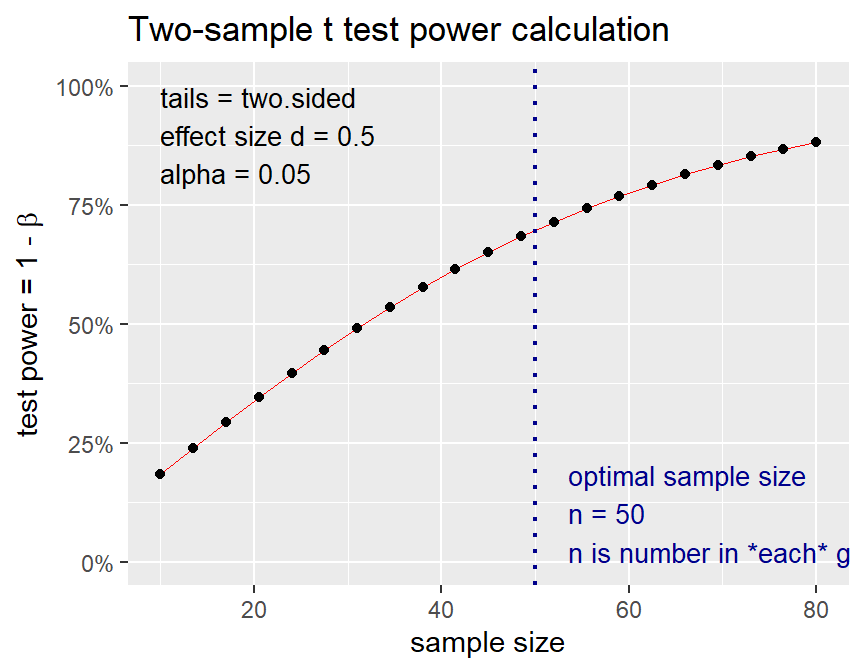 Two-sample t test power calculation
100%
75%
50%
25%
0%
test power = 1 - β
tails = two.sided
effect size d = 0.5
alpha = 0.05
optimal sample size
n = 50
n is number in *each* g
20
40
60
80
sample size